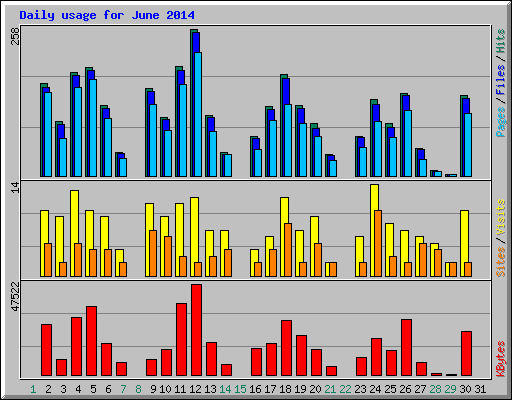 Daily usage for June 2014
258
Pages/Files/Hits
14
Sites/Visits
47522
KBytes
1 2 3 4 5 6 7 8 9 10 11 12 13 14 15 16 17 18 19 20 21 22 23 24 25 26 27 28 29 30 31